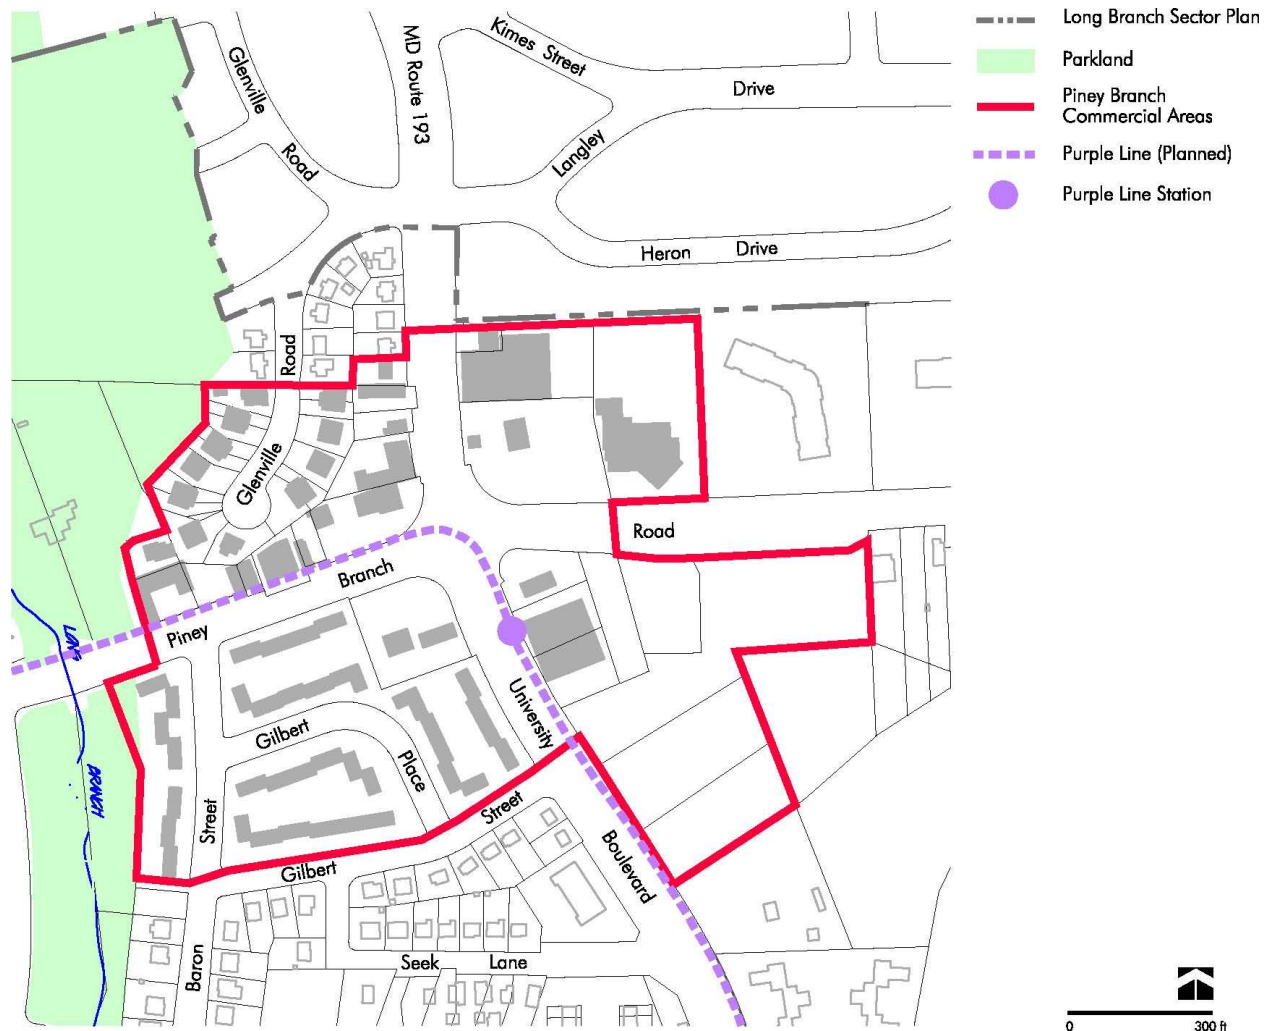 Long Branch Sector Plan
Parkland
Piney Branch
Commercial Areas
Purple Line (Planned)
Purple Line Station
Kimes Street
Glenville
Road
MD Route 193
Drive
Langley
Heron Drive
Road
Glenville
Road
Branch
Piney
LONG
BRANCH
University
Gilbert
Place
Street
Street
Gilbert
Boulevard
Baron
Seek Lane
0 300 ft